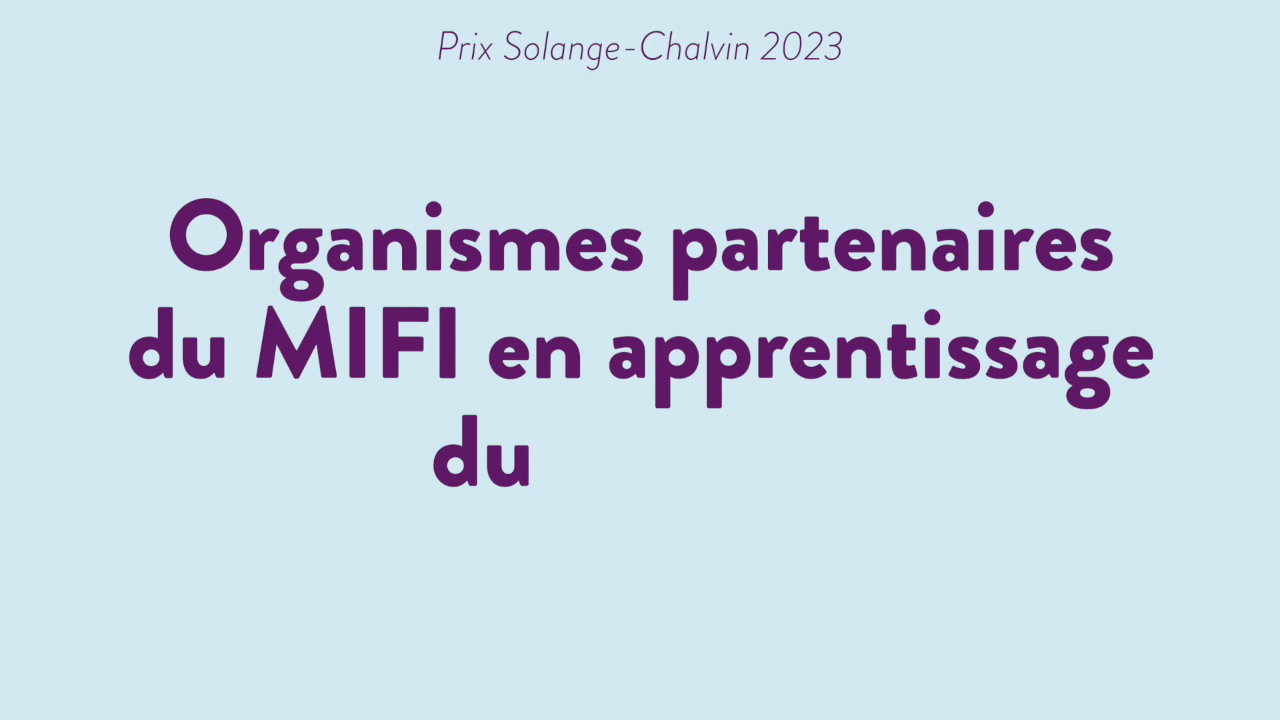 Prix Solange-Chalvin 2023
Organismes partenaires
du MIFI en apprentissage
du